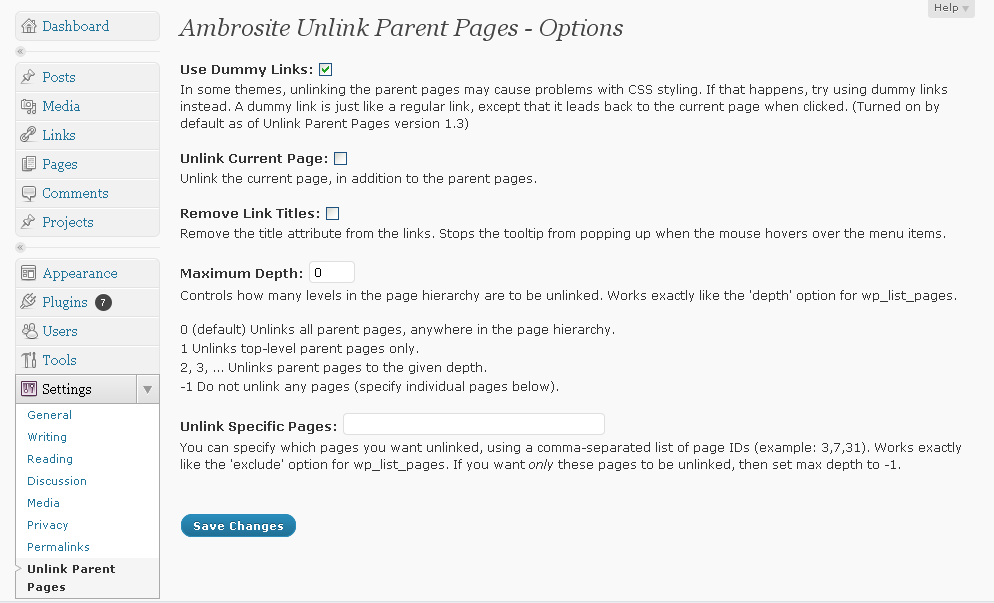 Dashboard
Posts
Media
Links
Pages
Comments
Projects
Appearance
Plugins 7
Users
Tools
Settings
General
Writing
Reading
Discussion
Media
Privacy
Permalinks
Unlink Parent
Pages
Help
Ambrosite Unlink Parent Pages - Options
Use Dummy Links:
In some themes, unlinking the parent pages may cause problems with CSS styling. If that happens, try using dummy links
instead. A dummy link is just like a regular link, except that it leads back to the current page when clicked. (Turned on by
default as of Unlink Parent Pages version 1.3)
Unlink Current Page:
Unlink the current page, in addition to the parent pages.
Remove Link Titles:
Remove the title attribute from the links. Stops the tooltip from popping up when the mouse hovers over the menu items.
Maximum Depth: 0
Controls how many levels in the page hierarchy are to be unlinked. Works exactly like the 'depth' option for wp_list_pages.
0 (default) Unlinks all parent pages, anywhere in the page hierarchy.
1 Unlinks top-level parent pages only.
2, 3, ... Unlinks parent pages to the given depth.
-1 Do not unlink any pages (specify individual pages below).
Unlink Specific Pages:
You can specify which pages you want unlinked, using a comma-separated list of page IDs (example: 3,7,31). Works exactly
like the 'exclude' option for wp_list_pages. If you want only these pages to be unlinked, then set max depth to -1.
Save Changes